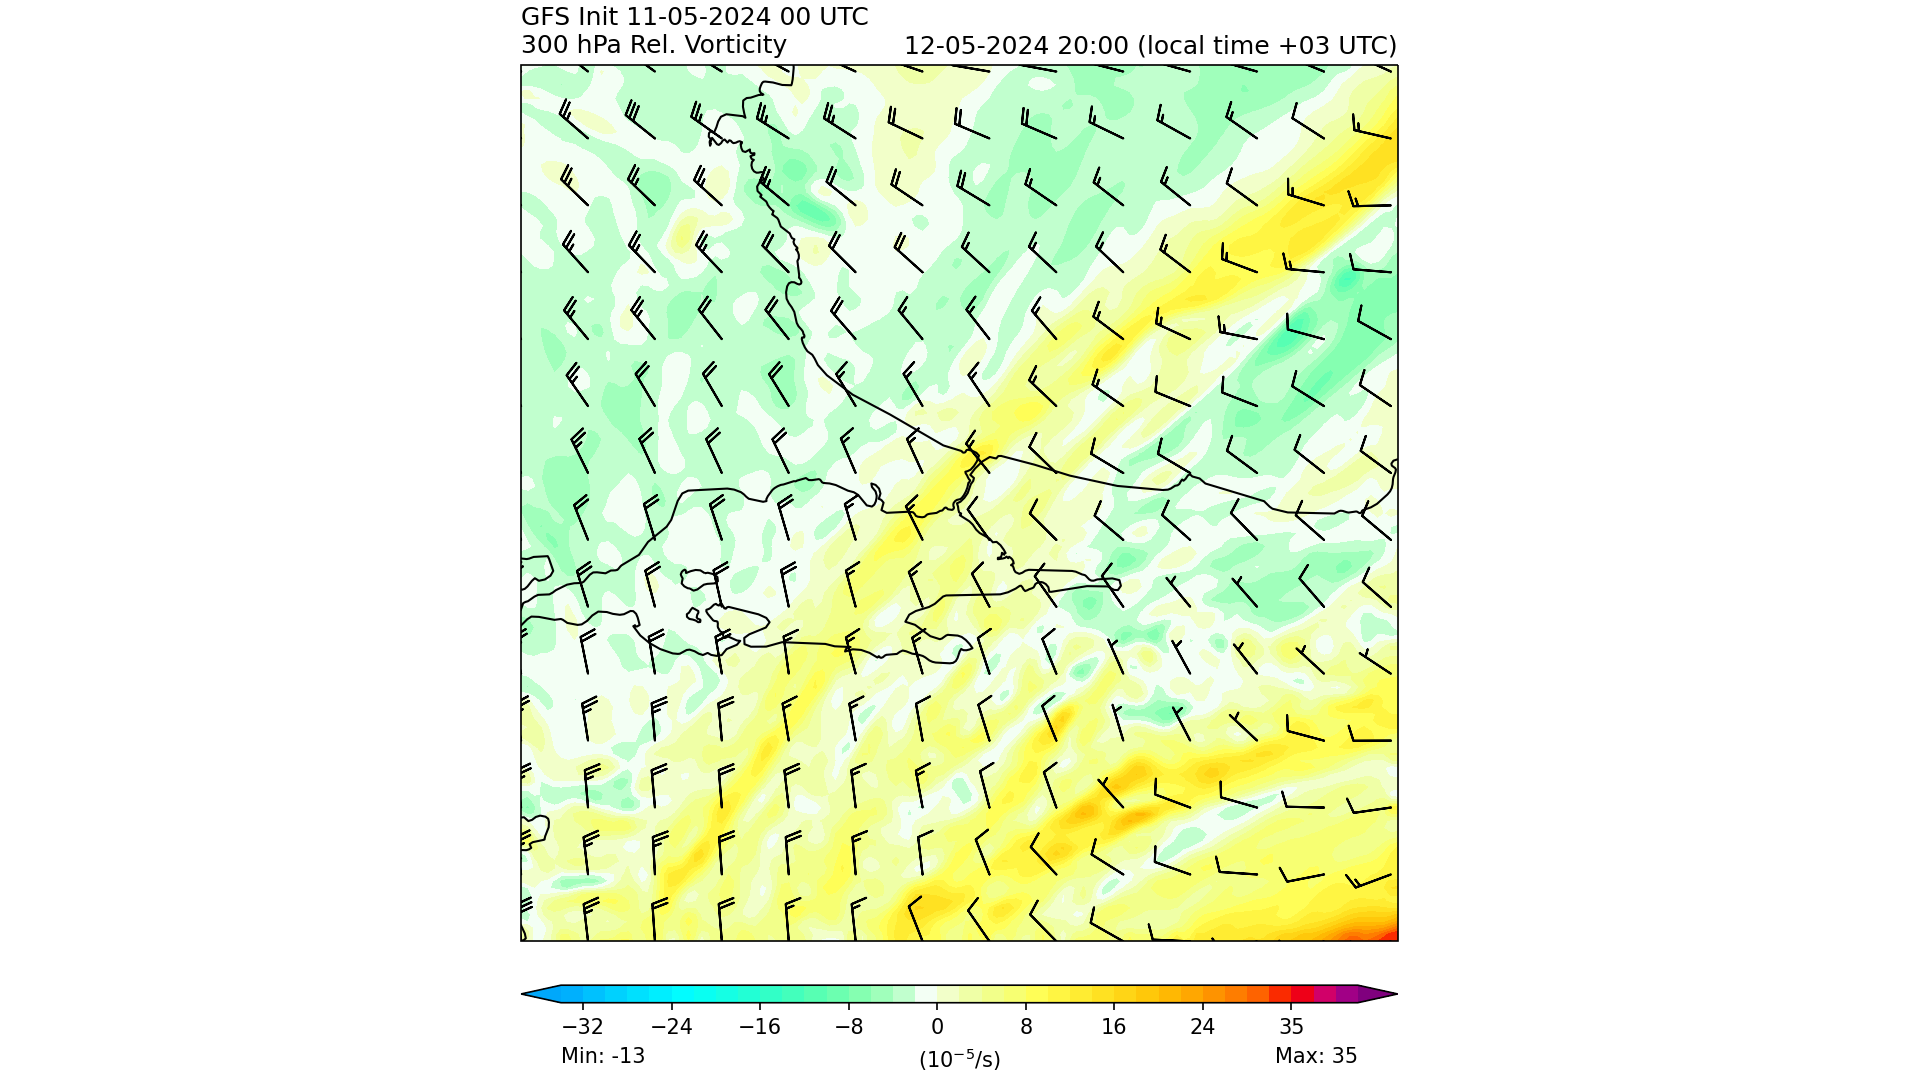 GFS Init 11-05-2024 00 UTC
300 hPa Rel. Vorticity
12-05-2024 20:00 (local time +03 UTC)
−32 −24 −16 −8 0 8 16 24 35
Min: -13
(10⁻⁵/s)
Max: 35